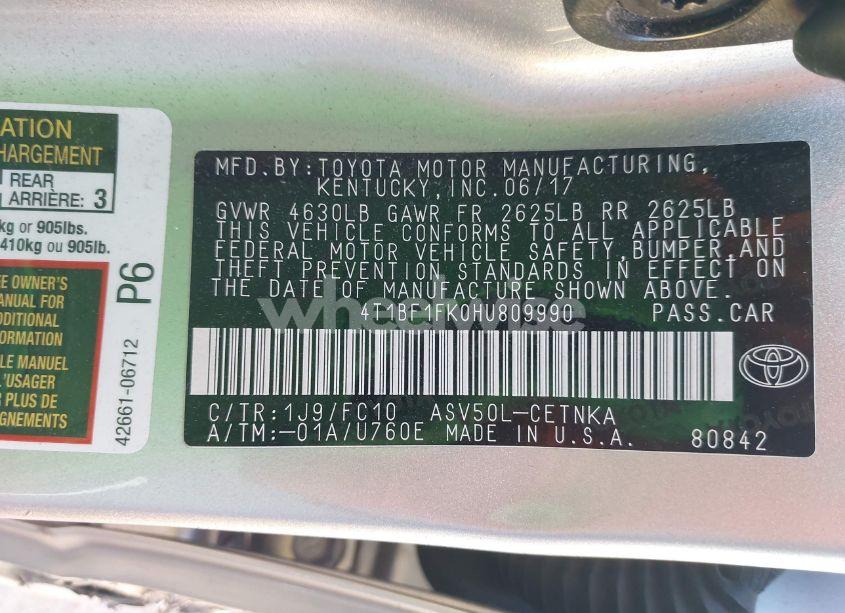 ATION
HARGEMENT
REAR
ARRIÈRE: 3
kg or 905lbs.
410kg ou 905lb.
EE OWNER'S
ANUAL FOR
ADDITIONAL
FORMATION
LE MANUEL
L'USAGER
R PLUS DE
P6
42661-06712
MFD.BY:TOYOTA MOTOR MANUFACTURING,
KENTUCKY,INC.06/17
GVWR 4630LB GAWR FR 2625LB RR 2625LB
THIS VEHICLE CONFORMS TO ALL APPLICABLE
FEDERAL MOTOR VEHICLE SAFETY,BUMPER,AND
THEFT PREVENTION STANDARDS IN EFFECT ON
THE DATE OF MANUFACTURE SHOWN ABOVE.
4T1BF1FK0HU809990 PASS.CAR
C/TR:1J9/FC10 ASV50L-CETNKA
A/TM:-01A/U760E MADE IN U.S.A. 80842
wheelwise